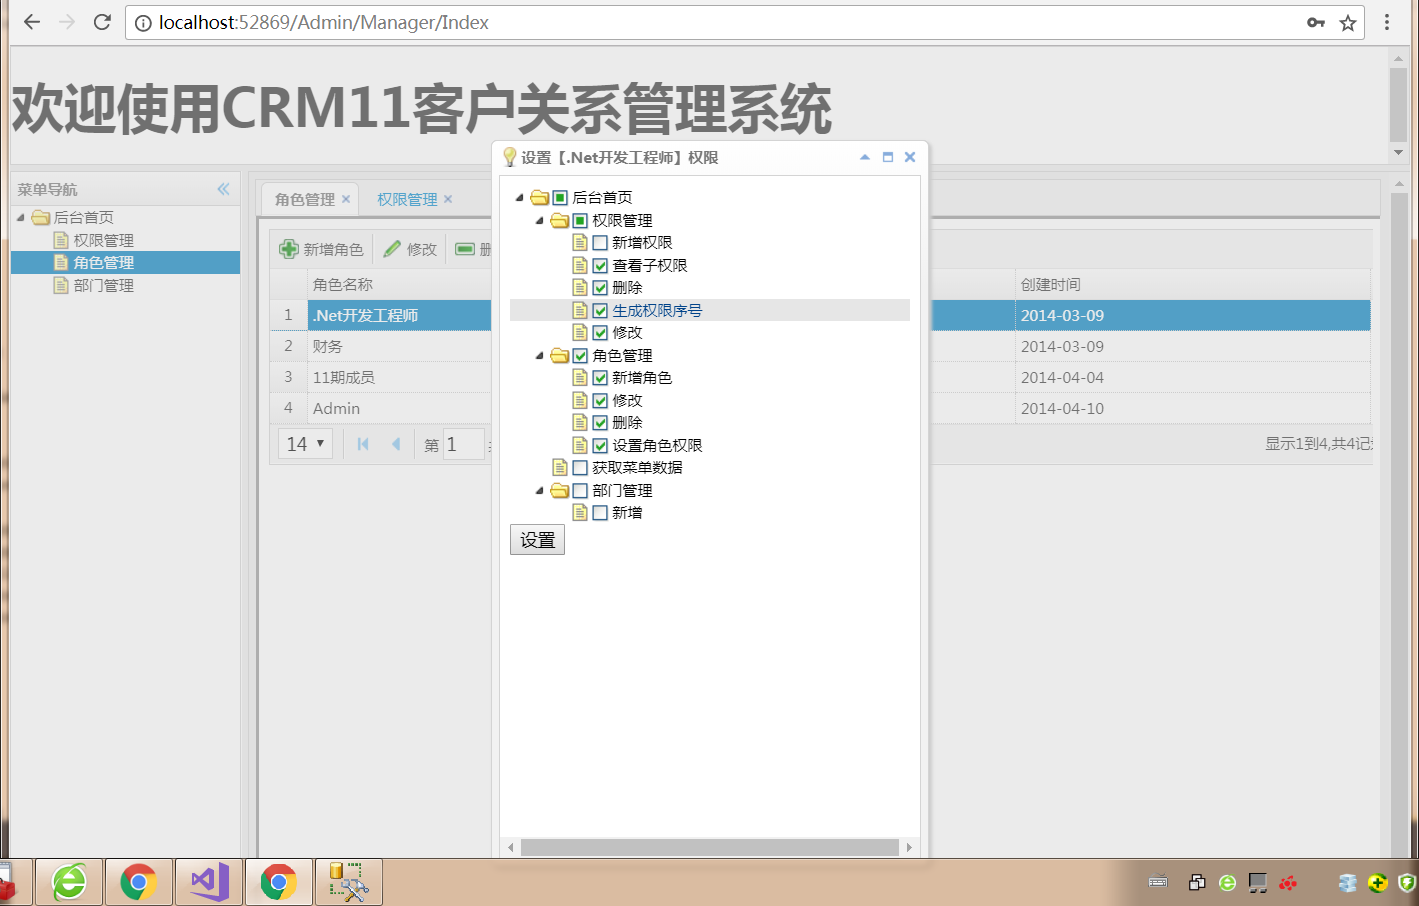 localhost:52869/Admin/Manager/Index
欢迎使用CRM11客户关系管理系统
菜单导航
后台首页
权限管理
角色管理
部门管理
角色管理
权限管理
新增角色
修改
角色名称
创建时间
1 .Net开发工程师 2014-03-09
2 财务 2014-03-09
3 11期成员 2014-04-04
4 Admin 2014-04-10
14 第 1
显示1到4,共4记
设置【.Net开发工程师】权限
后台首页
权限管理
新增权限
查看子权限
删除
生成权限序号
修改
角色管理
新增角色
修改
删除
设置角色权限
获取菜单数据
部门管理
新增
设置